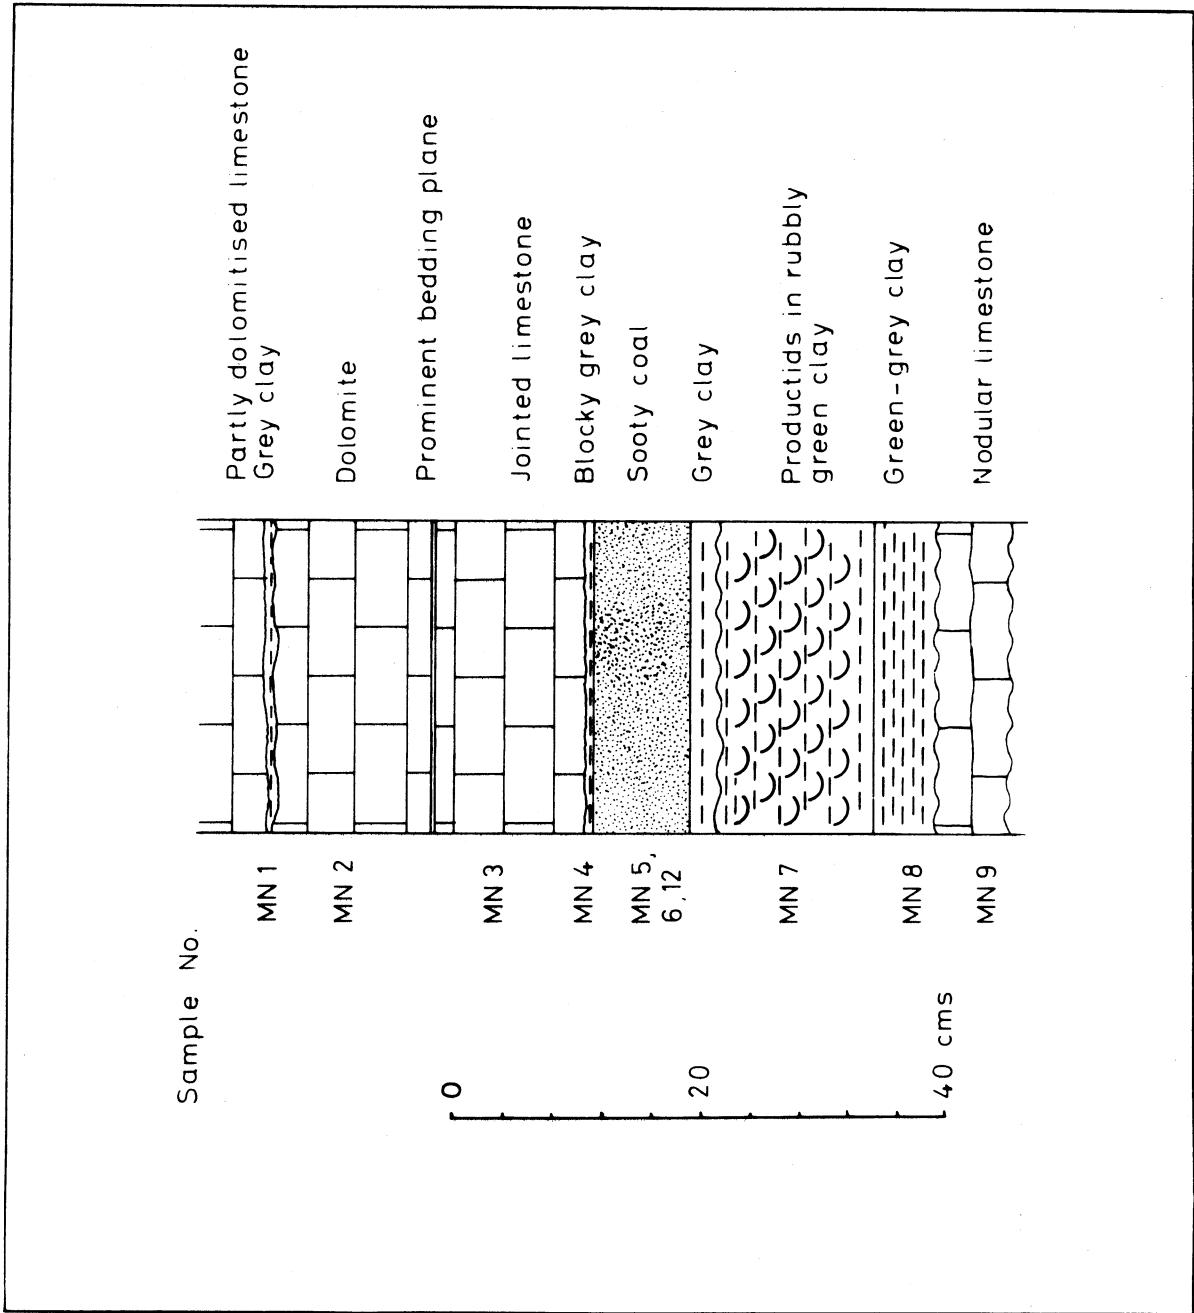 Sample No.
MN 1
MN 2
MN 3
MN 4
MN 5,
6,12
MN 7
MN 8
MN 9
Partly dolomitised limestone
Grey clay
Dolomite
Prominent bedding plane
Jointed limestone
Blocky grey clay
Sooty coal
Grey clay
Productids in rubbly
green clay
Green-grey clay
Nodular limestone
0
20
40 cms